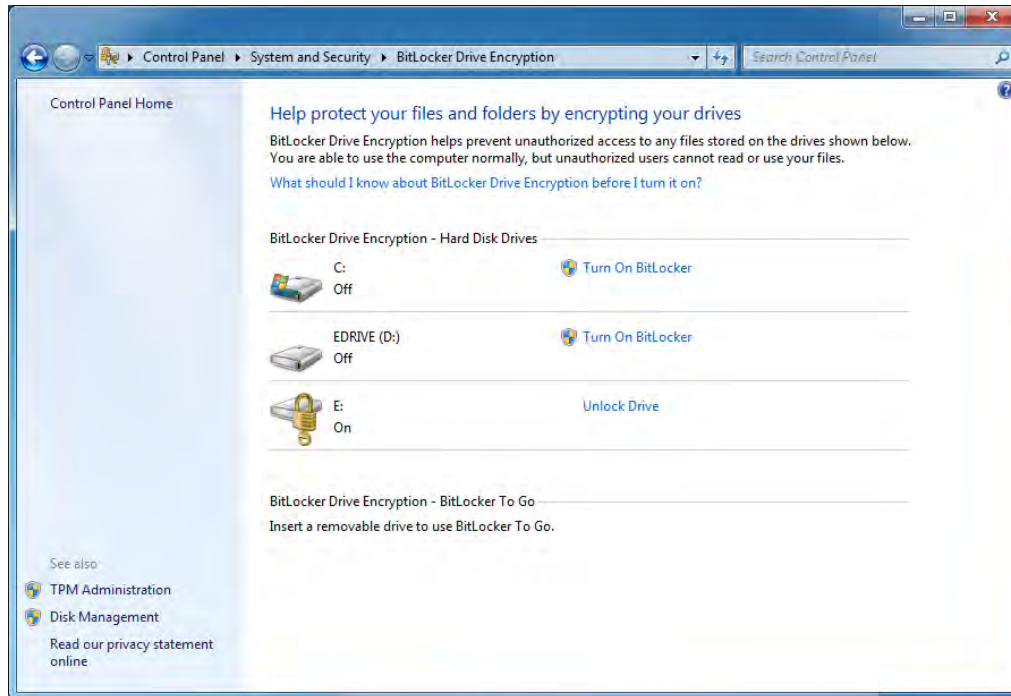 Control Panel ▸ System and Security ▸ BitLocker Drive Encryption
Search Control Panel
Control Panel Home
Help protect your files and folders by encrypting your drives
BitLocker Drive Encryption helps prevent unauthorized access to any files stored on the drives shown below.
You are able to use the computer normally, but unauthorized users cannot read or use your files.
What should I know about BitLocker Drive Encryption before I turn it on?
BitLocker Drive Encryption - Hard Disk Drives
C:
Off
Turn On BitLocker
EDRIVE (D:)
Off
Turn On BitLocker
E:
On
Unlock Drive
BitLocker Drive Encryption - BitLocker To Go
Insert a removable drive to use BitLocker To Go.
See also
TPM Administration
Disk Management
Read our privacy statement
online